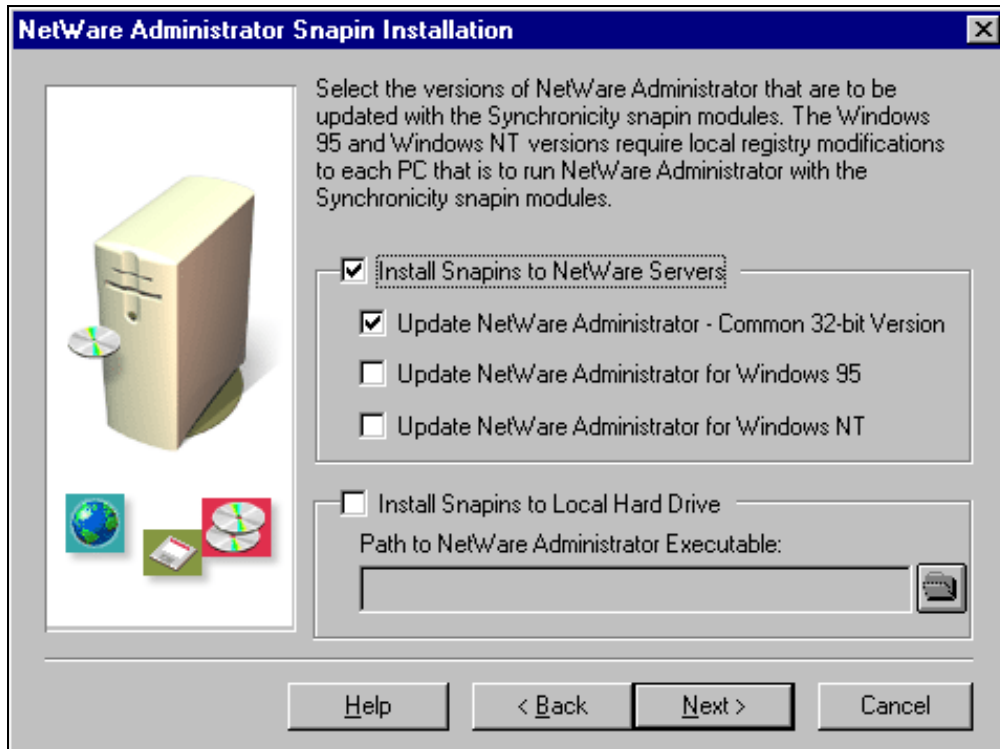 NetWare Administrator Snapin Installation
Select the versions of NetWare Administrator that are to be
updated with the Synchronicity snapin modules. The Windows
95 and Windows NT versions require local registry modifications
to each PC that is to run NetWare Administrator with the
Synchronicity snapin modules.
Install Snapins to NetWare Servers
Update NetWare Administrator - Common 32-bit Version
Update NetWare Administrator for Windows 95
Update NetWare Administrator for Windows NT
Install Snapins to Local Hard Drive
Path to NetWare Administrator Executable:
Help
< Back
Next >
Cancel